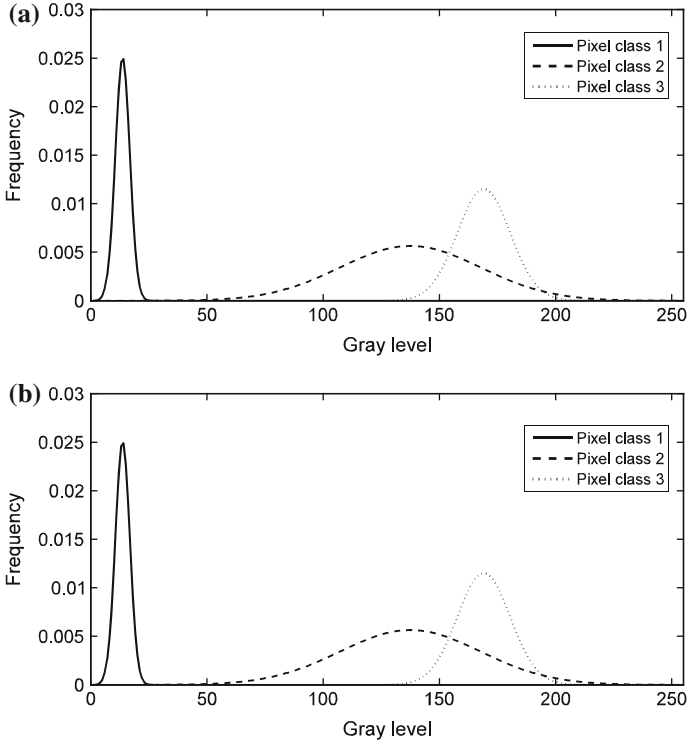 (a)
0.03
0.025
0.02
0.015
0.01
0.005
0
Frequency
Pixel class 1
Pixel class 2
Pixel class 3
0 50 100 150 200 250
Gray level
(b)
0.03
0.025
0.02
0.015
0.01
0.005
0
Frequency
Pixel class 1
Pixel class 2
Pixel class 3
0 50 100 150 200 250
Gray level